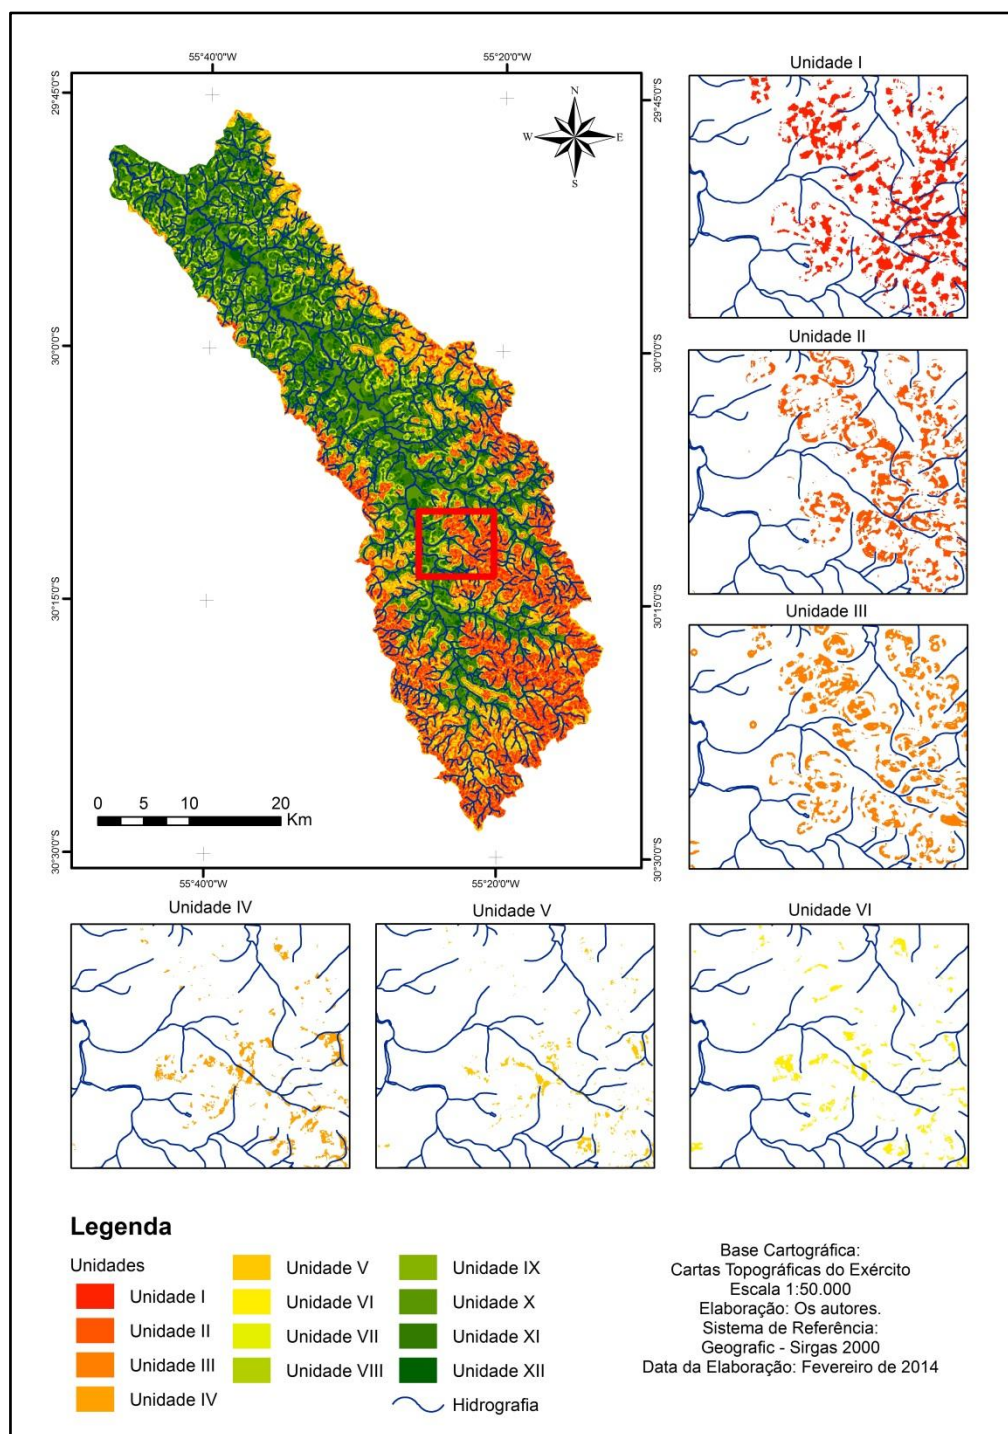 55°40'0"W
55°20'0"W
29°45'0"S
29°45'0"S
N
W
E
S
30°0'0"S
30°0'0"S
30°15'0"S
30°15'0"S
0 5 10 20
Km
30°30'0"S
30°30'0"S
55°40'0"W
55°20'0"W
Unidade I
Unidade II
Unidade III
Unidade IV
Unidade V
Unidade VI
Legenda
Unidades
Unidade I
Unidade II
Unidade III
Unidade IV
Unidade V
Unidade VI
Unidade VII
Unidade VIII
Unidade IX
Unidade X
Unidade XI
Unidade XII
Hidrografia
Base Cartográfica:
Cartas Topográficas do Exército
Escala 1:50.000
Elaboração: Os autores.
Sistema de Referência:
Geografic - Sirgas 2000
Data da Elaboração: Fevereiro de 2014